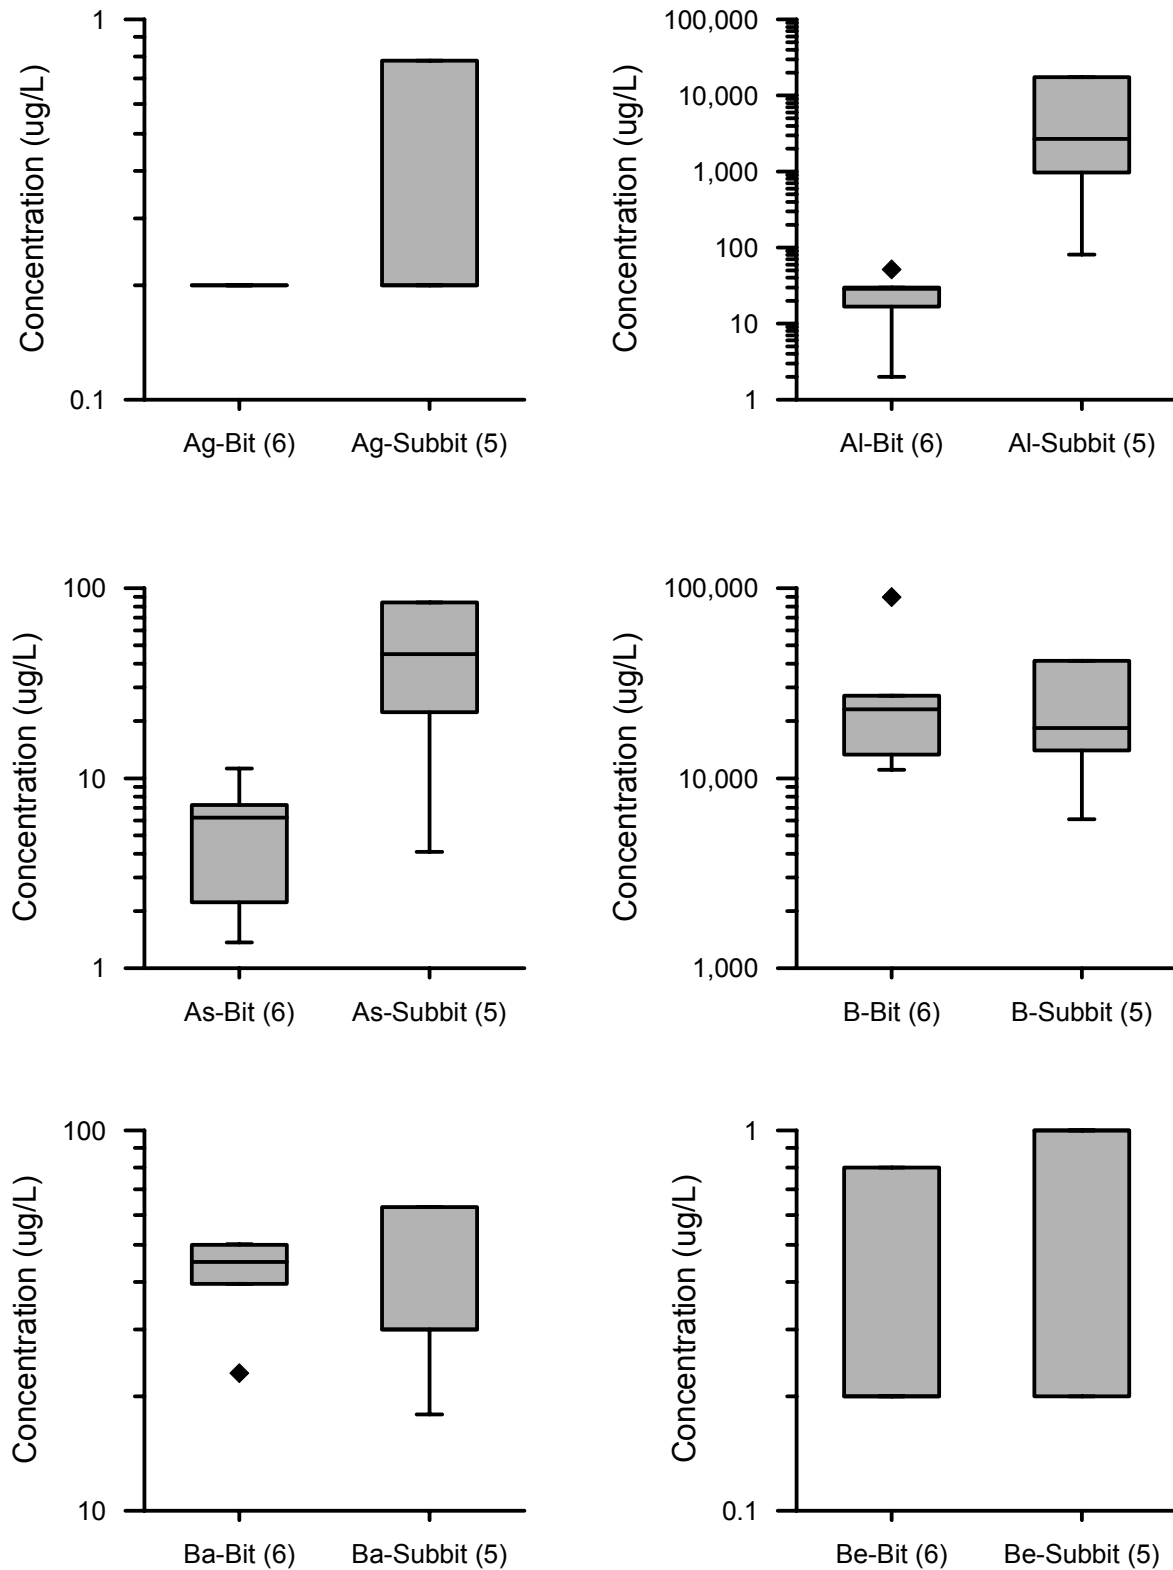 Concentration (ug/L)
1
0.1
Ag-Bit (6) Ag-Subbit (5)
Concentration (ug/L)
100,000
10,000
1,000
100
10
1
Al-Bit (6) Al-Subbit (5)
Concentration (ug/L)
100
10
1
As-Bit (6) As-Subbit (5)
Concentration (ug/L)
100,000
10,000
1,000
B-Bit (6) B-Subbit (5)
Concentration (ug/L)
100
10
Ba-Bit (6) Ba-Subbit (5)
Concentration (ug/L)
1
0.1
Be-Bit (6) Be-Subbit (5)